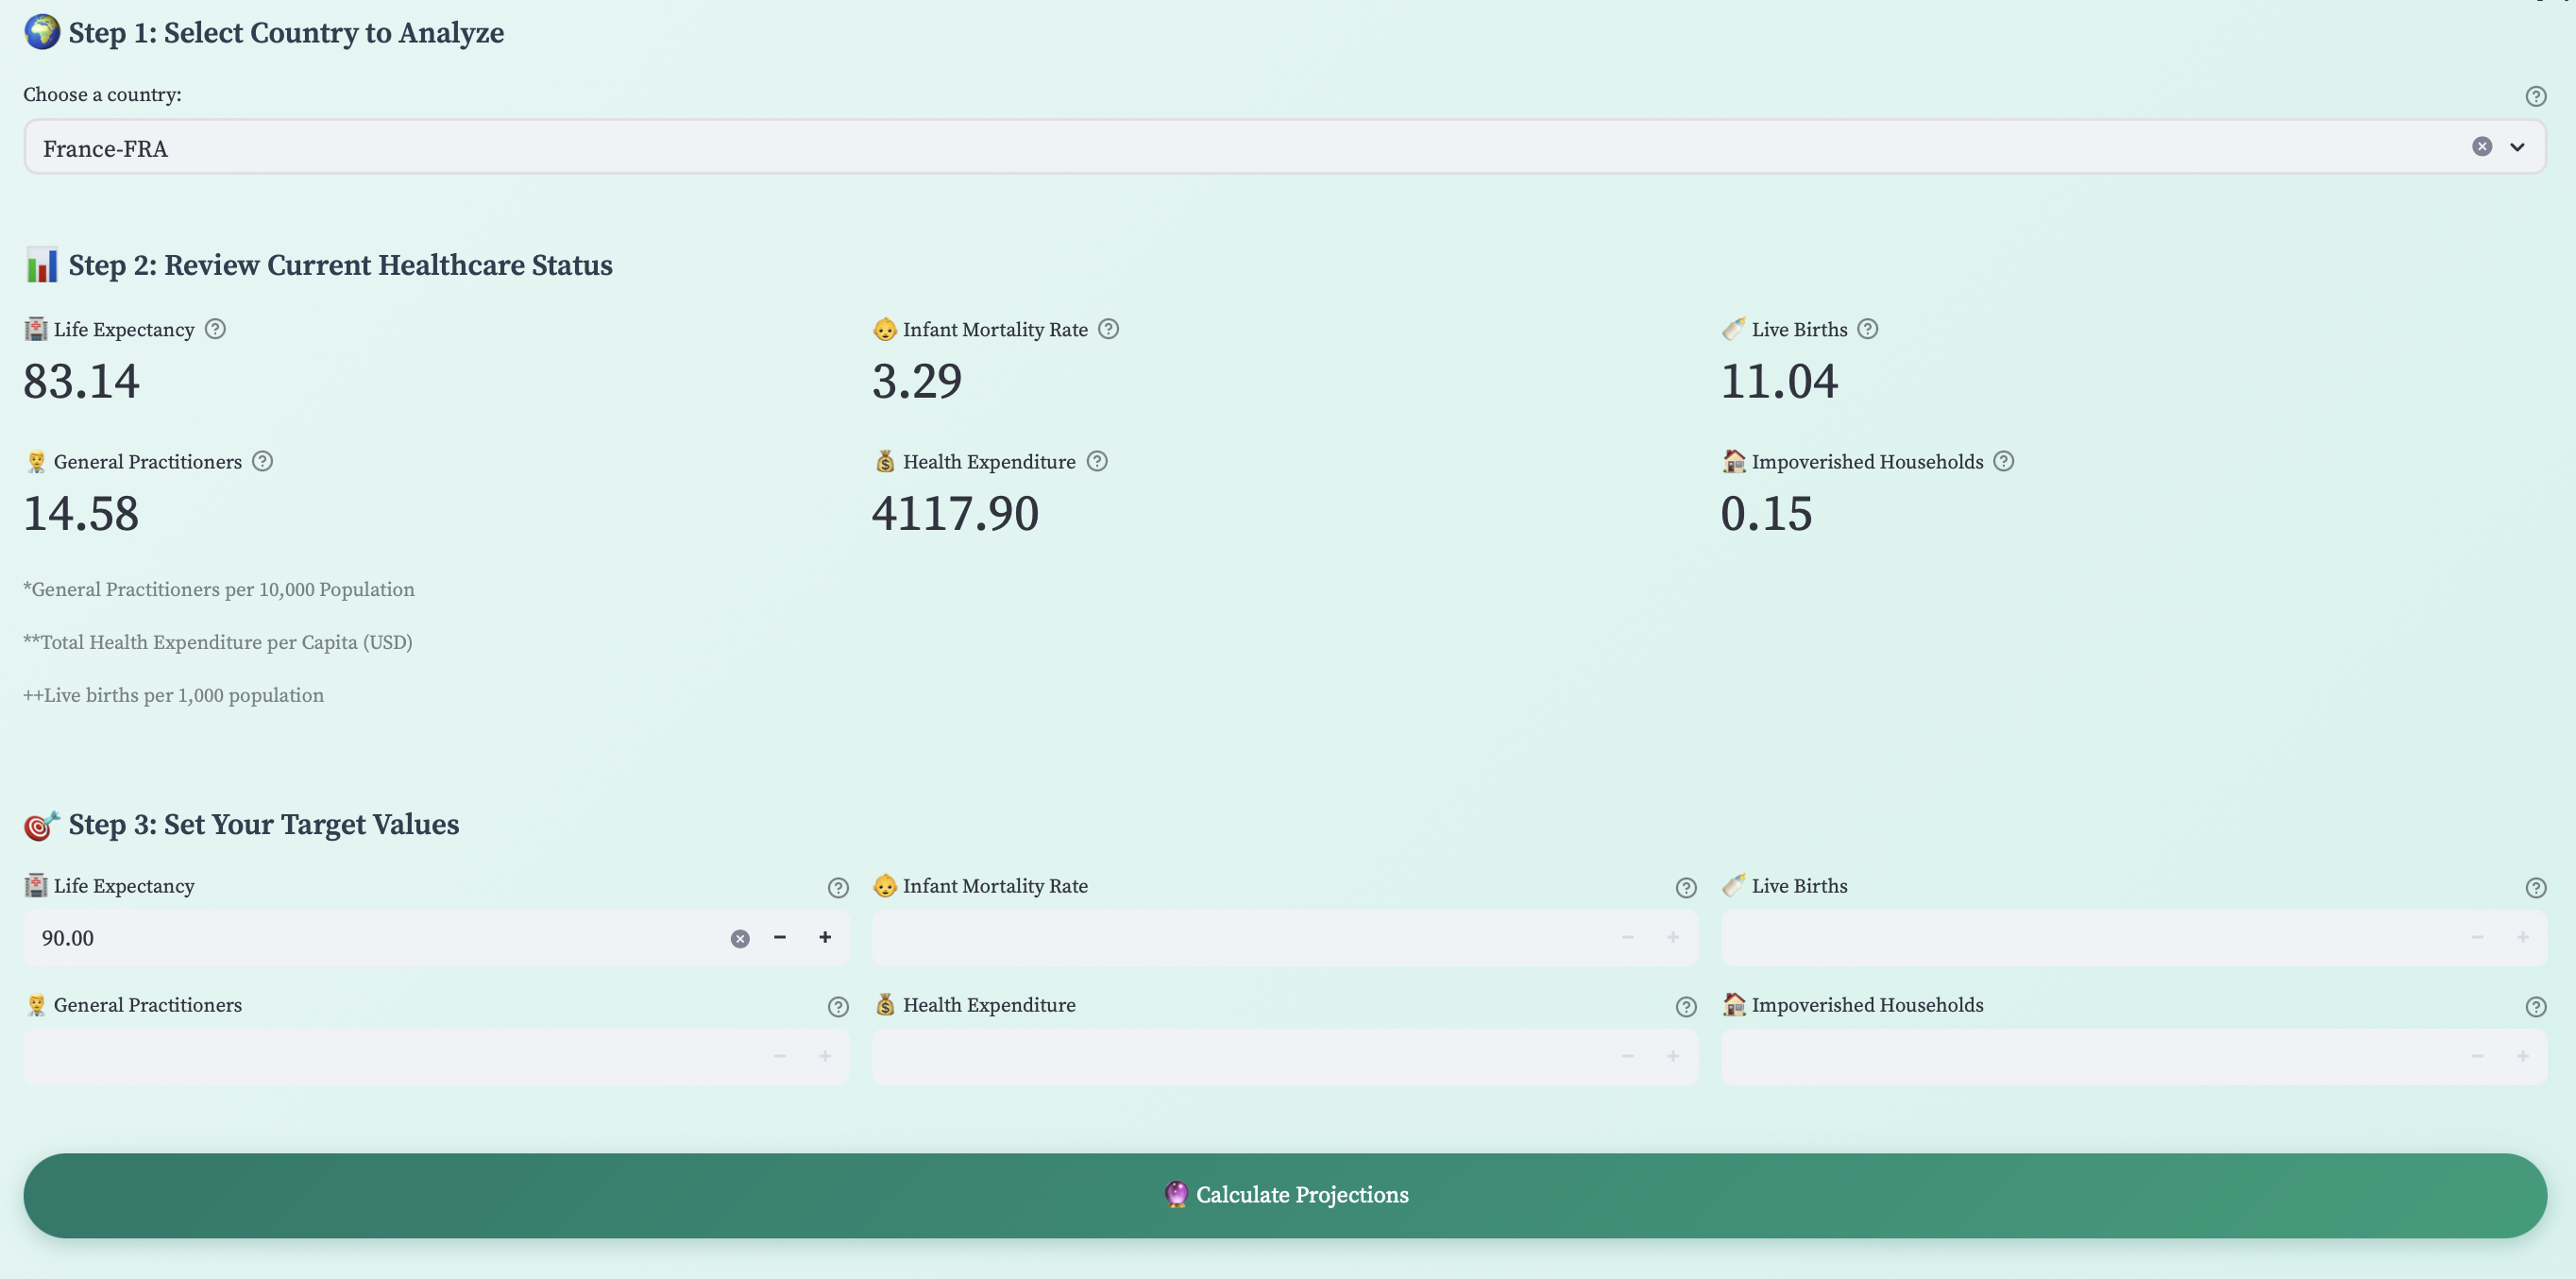 Step 1: Select Country to Analyze
Choose a country:
France-FRA
Step 2: Review Current Healthcare Status
Life Expectancy
Infant Mortality Rate
Live Births
83.14
3.29
11.04
General Practitioners
Health Expenditure
Impoverished Households
14.58
4117.90
0.15
*General Practitioners per 10,000 Population
**Total Health Expenditure per Capita (USD)
++Live births per 1,000 population
Step 3: Set Your Target Values
Life Expectancy
Infant Mortality Rate
Live Births
90.00
General Practitioners
Health Expenditure
Impoverished Households
Calculate Projections